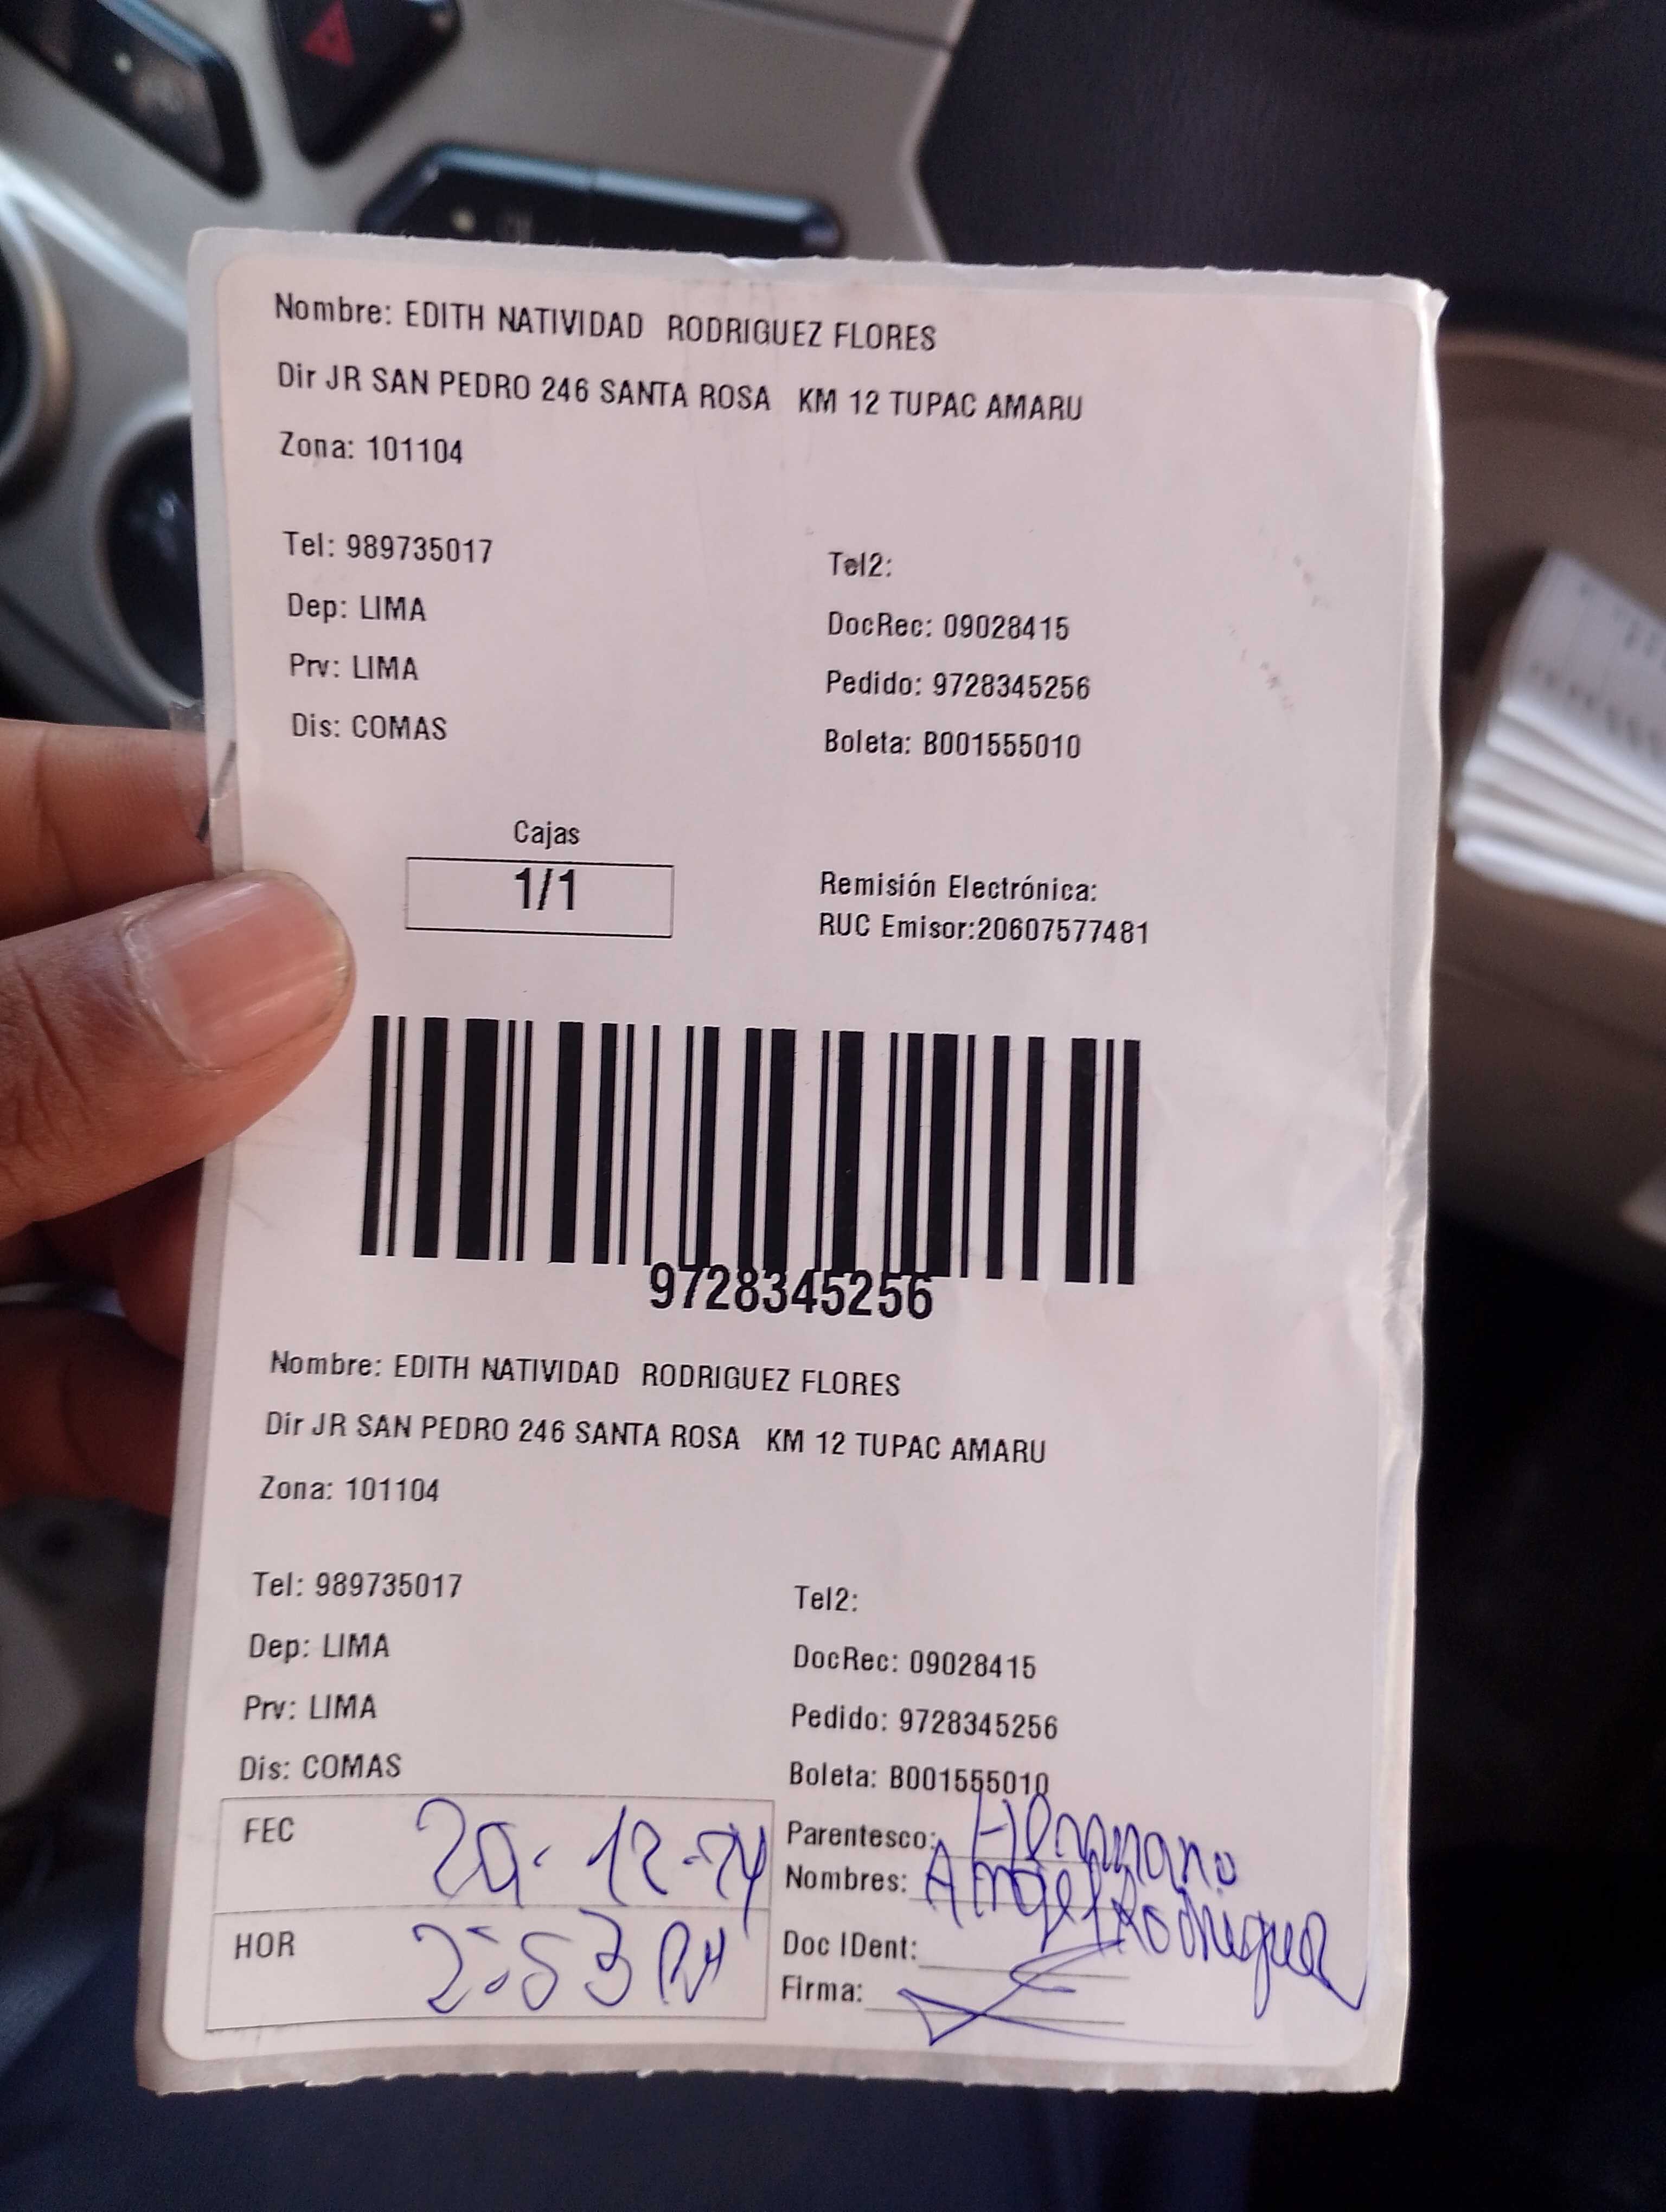 Nombre: EDITH NATIVIDAD RODRIGUEZ FLORES
Dir JR SAN PEDRO 246 SANTA ROSA KM 12 TUPAC AMARU
Zona: 101104
Tel: 989735017
Tel2:
Dep: LIMA
DocRec: 09028415
Prv: LIMA
Pedido: 9728345256
Dis: COMAS
Boleta: B001555010
Cajas
1/1
Remisión Electrónica:
RUC Emisor:20607577481
9728345256
Nombre: EDITH NATIVIDAD RODRIGUEZ FLORES
Dir JR SAN PEDRO 246 SANTA ROSA KM 12 TUPAC AMARU
Zona: 101104
Tel: 989735017
Tel2:
Dep: LIMA
DocRec: 09028415
Prv: LIMA
Pedido: 9728345256
Dis: COMAS
Boleta: B001555010
FEC
Parentesco: Hermano
Nombres: Angel Rodriguez
HOR 2:53 PM
Doc IDent:
Firma: